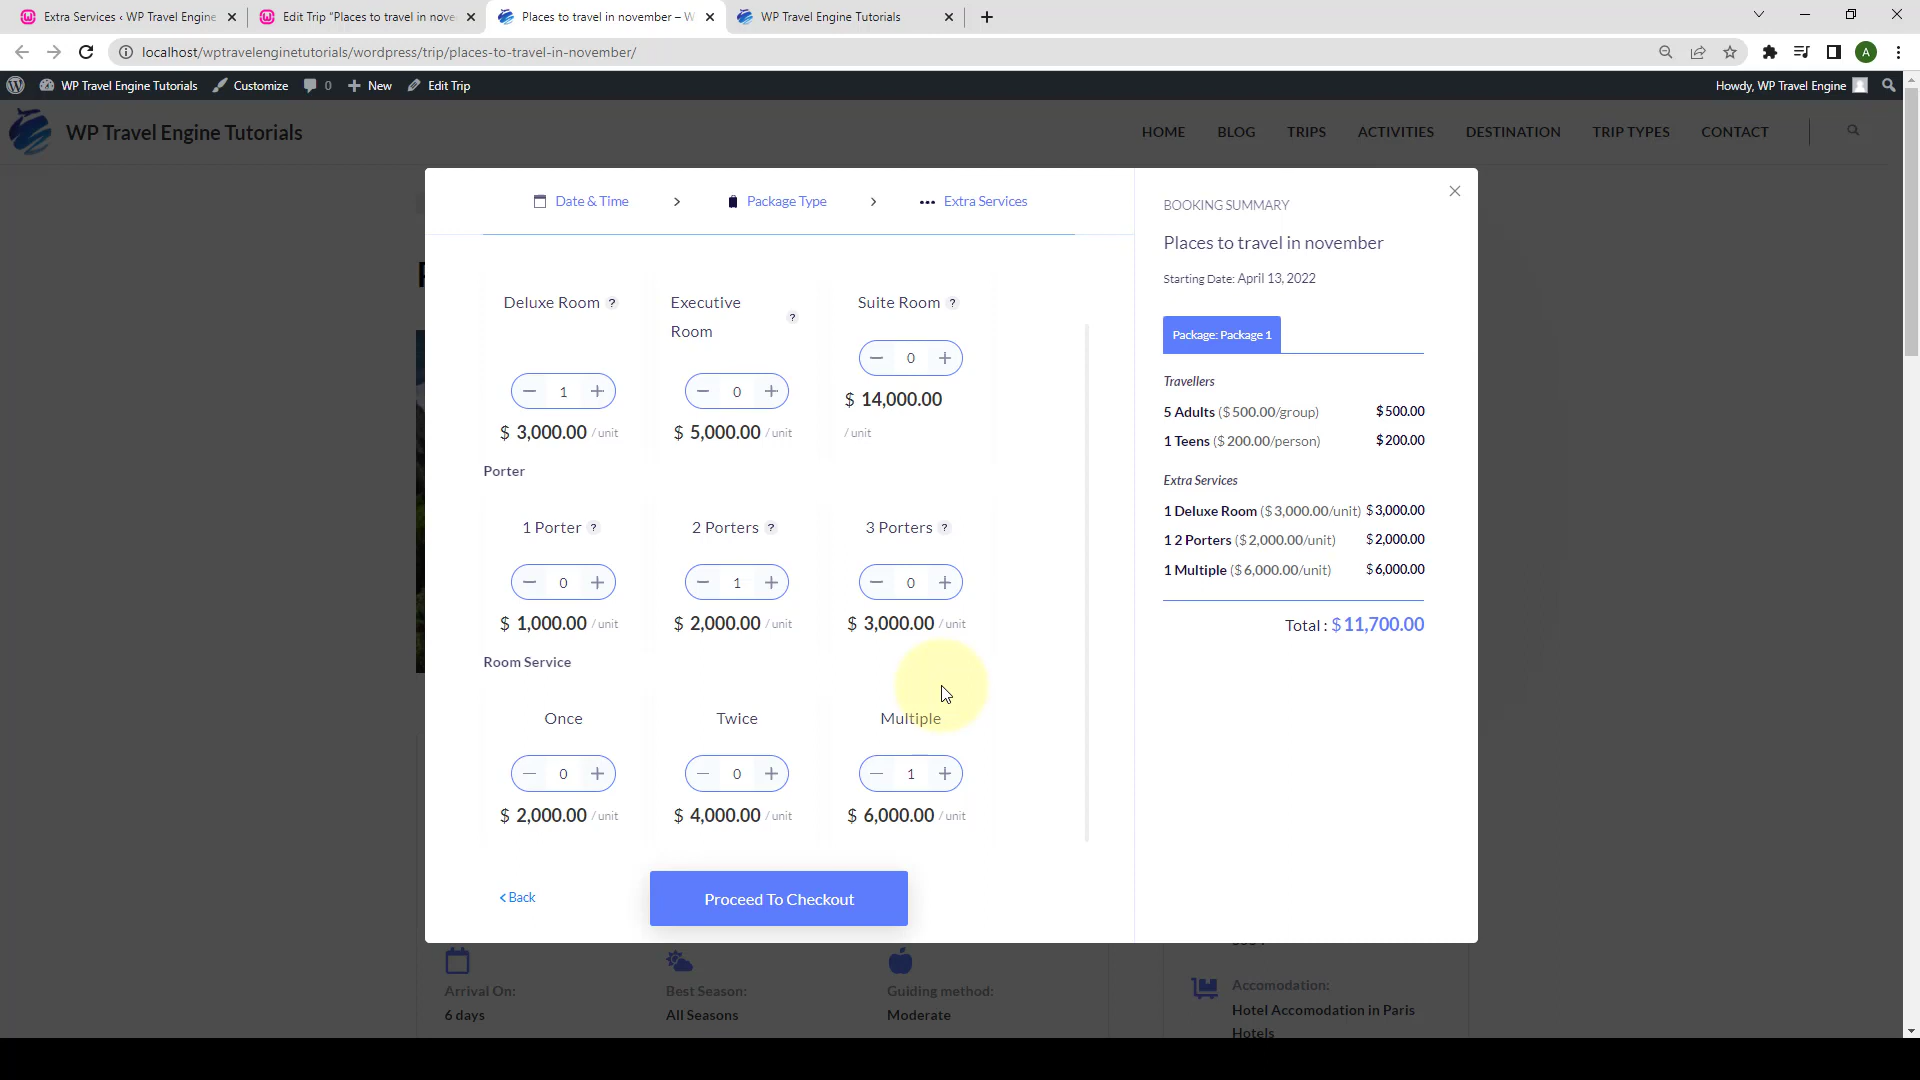 Extra Services ‹ WP Travel Engine
Edit Trip "Places to travel in nove
Places to travel in november – W
WP Travel Engine Tutorials
localhost/wptravelenginetutorials/wordpress/trip/places-to-travel-in-november/
A
WP Travel Engine Tutorials
Customize
0
New
Edit Trip
Howdy, WP Travel Engine
WP Travel Engine Tutorials
HOME
BLOG
TRIPS
ACTIVITIES
DESTINATION
TRIP TYPES
CONTACT
Date & Time > Package Type > Extra Services
Deluxe Room ?
Executive Room ?
Suite Room ?
− 1 +
− 0 +
− 0 +
$ 3,000.00 / unit
$ 5,000.00 / unit
$ 14,000.00
/ unit
Porter
1 Porter ?
2 Porters ?
3 Porters ?
− 0 +
− 1 +
− 0 +
$ 1,000.00 / unit
$ 2,000.00 / unit
$ 3,000.00 / unit
Room Service
Once
Twice
Multiple
− 0 +
− 0 +
− 1 +
$ 2,000.00 / unit
$ 4,000.00 / unit
$ 6,000.00 / unit
< Back
Proceed To Checkout
BOOKING SUMMARY
Places to travel in november
Starting Date: April 13, 2022
Package: Package 1
Travellers
5 Adults ($ 500.00/group) $ 500.00
1 Teens ($ 200.00/person) $ 200.00
Extra Services
1 Deluxe Room ($ 3,000.00/unit) $ 3,000.00
1 2 Porters ($ 2,000.00/unit) $ 2,000.00
1 Multiple ($ 6,000.00/unit) $ 6,000.00
Total : $ 11,700.00
Arrival On:
6 days
Best Season:
All Seasons
Guiding method:
Moderate
Accomodation:
Hotel Accomodation in Paris
Hotels